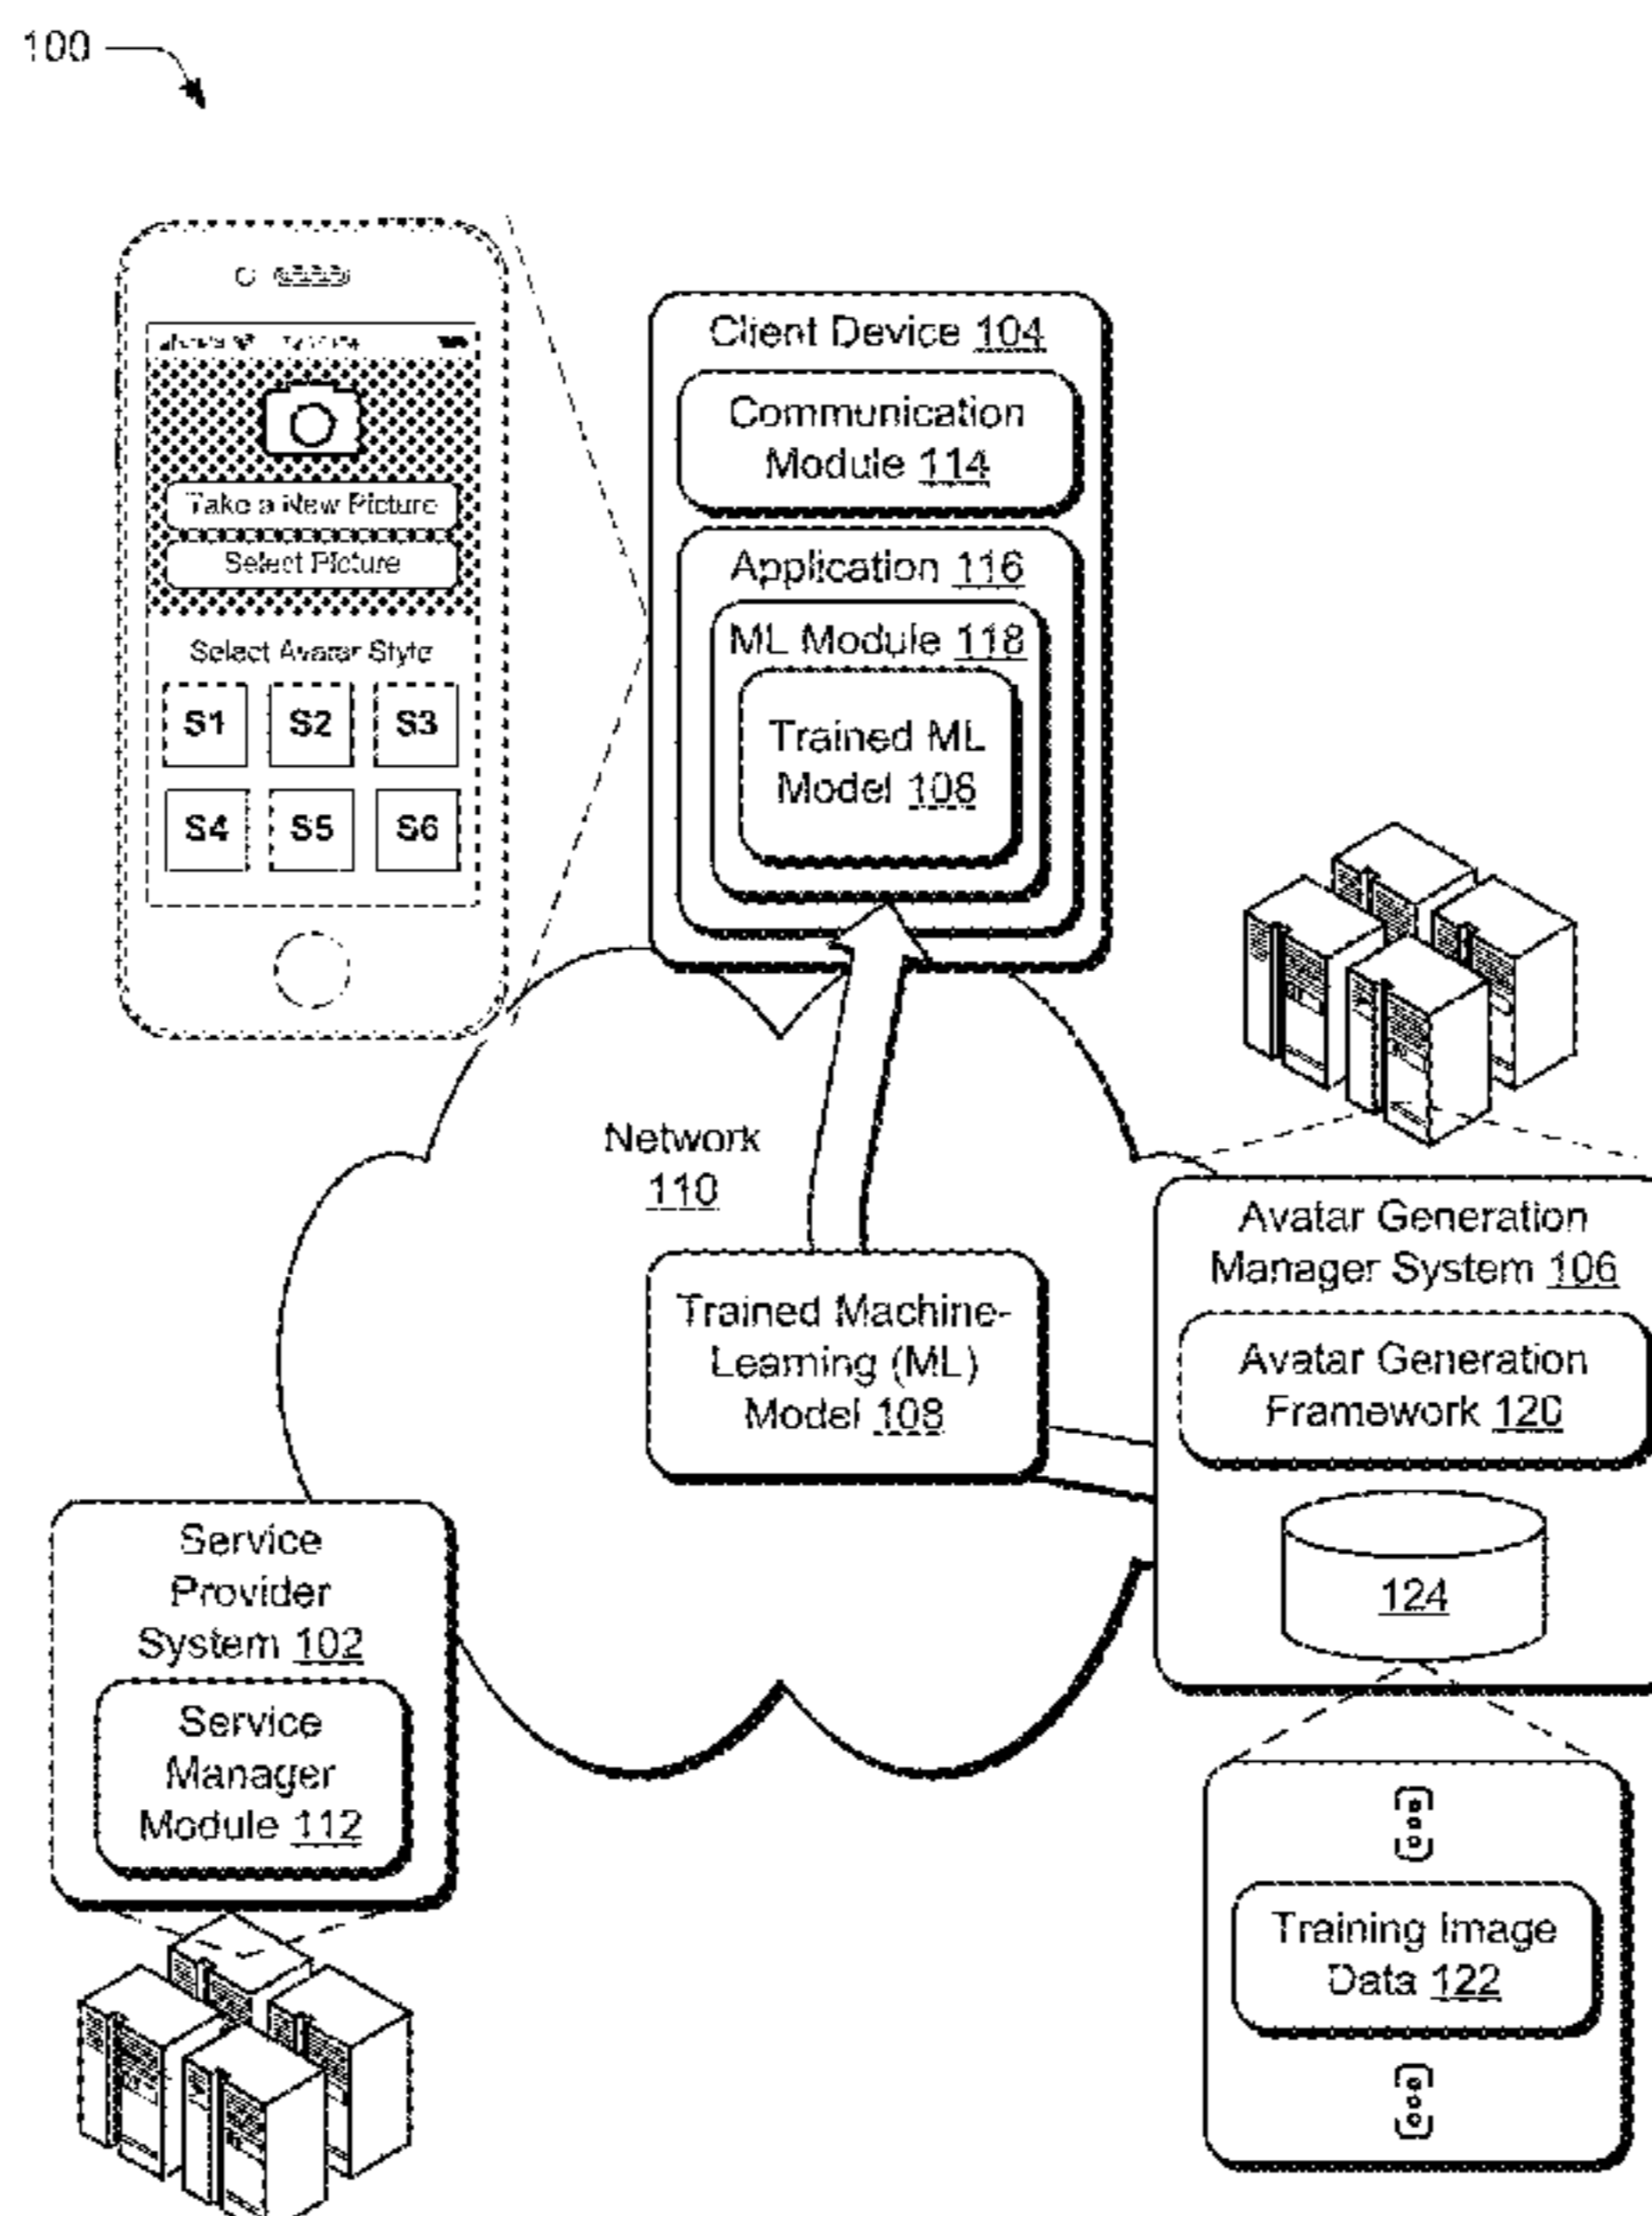 100
Take a New Picture
Select Picture
Select Avatar Style
S1 S2 S3
S4 S5 S6
Client Device 104
Communication
Module 114
Application 116
ML Module 118
Trained ML
Model 108
Network
110
Trained Machine-
Learning (ML)
Model 108
Avatar Generation
Manager System 106
Avatar Generation
Framework 120
124
Training Image
Data 122
Service
Provider
System 102
Service
Manager
Module 112